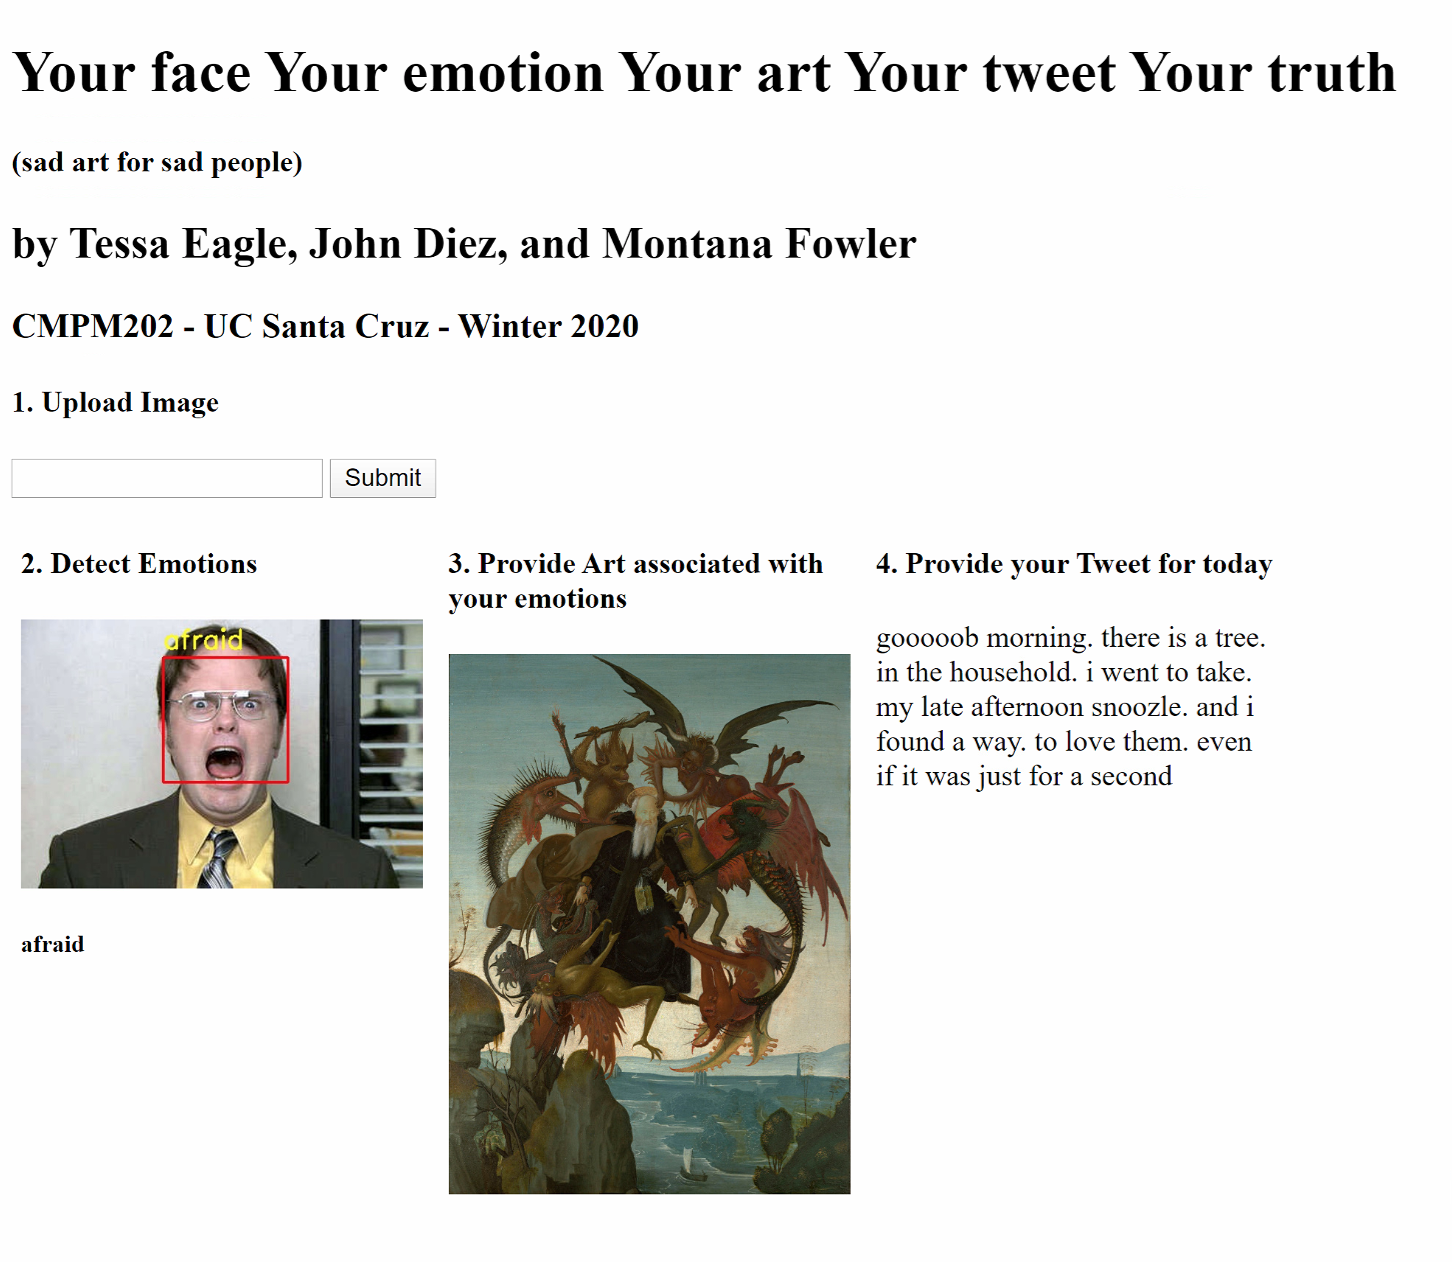 Your face Your emotion Your art Your tweet Your truth
(sad art for sad people)
by Tessa Eagle, John Diez, and Montana Fowler
CMPM202 - UC Santa Cruz - Winter 2020
1. Upload Image
Submit
2. Detect Emotions
afraid
afraid
3. Provide Art associated with
your emotions
4. Provide your Tweet for today
gooooob morning. there is a tree.
in the household. i went to take.
my late afternoon snoozle. and i
found a way. to love them. even
if it was just for a second